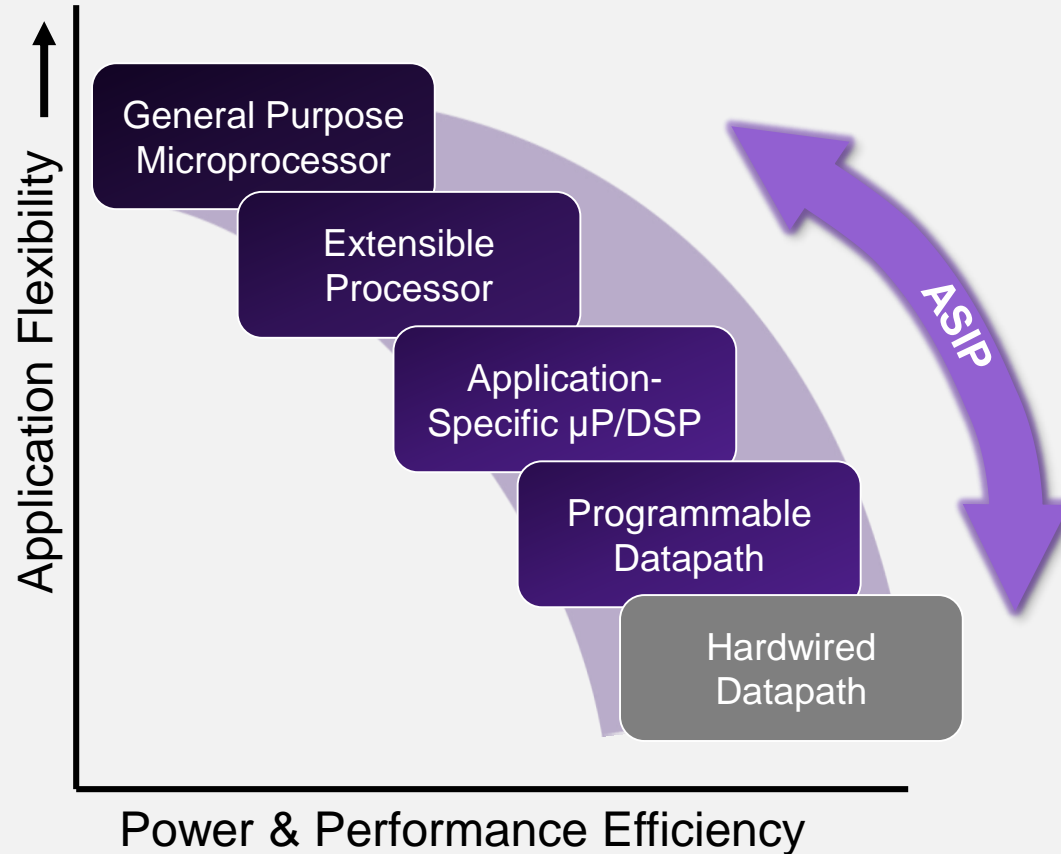 Application Flexibility
General Purpose
Microprocessor
Extensible
Processor
Application-
Specific µP/DSP
Programmable
Datapath
Hardwired
Datapath
ASIP
Power & Performance Efficiency